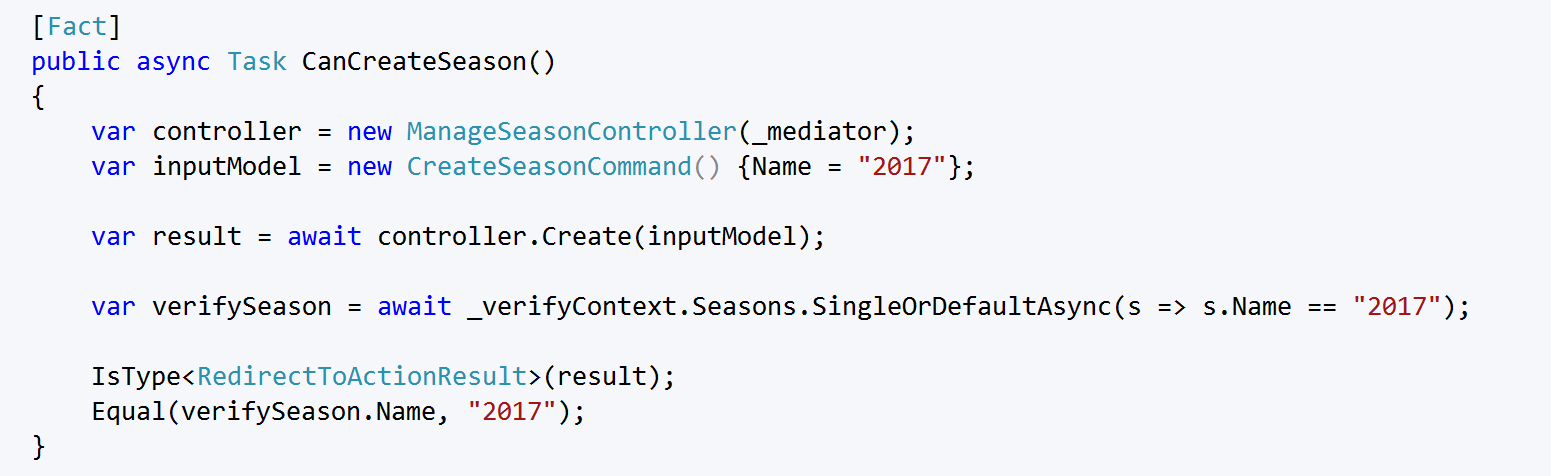 [Fact]
public async Task CanCreateSeason()
{
    var controller = new ManageSeasonController(_mediator);
    var inputModel = new CreateSeasonCommand() {Name = "2017"};

    var result = await controller.Create(inputModel);

    var verifySeason = await _verifyContext.Seasons.SingleOrDefaultAsync(s => s.Name == "2017");

    IsType<RedirectToActionResult>(result);
    Equal(verifySeason.Name, "2017");
}